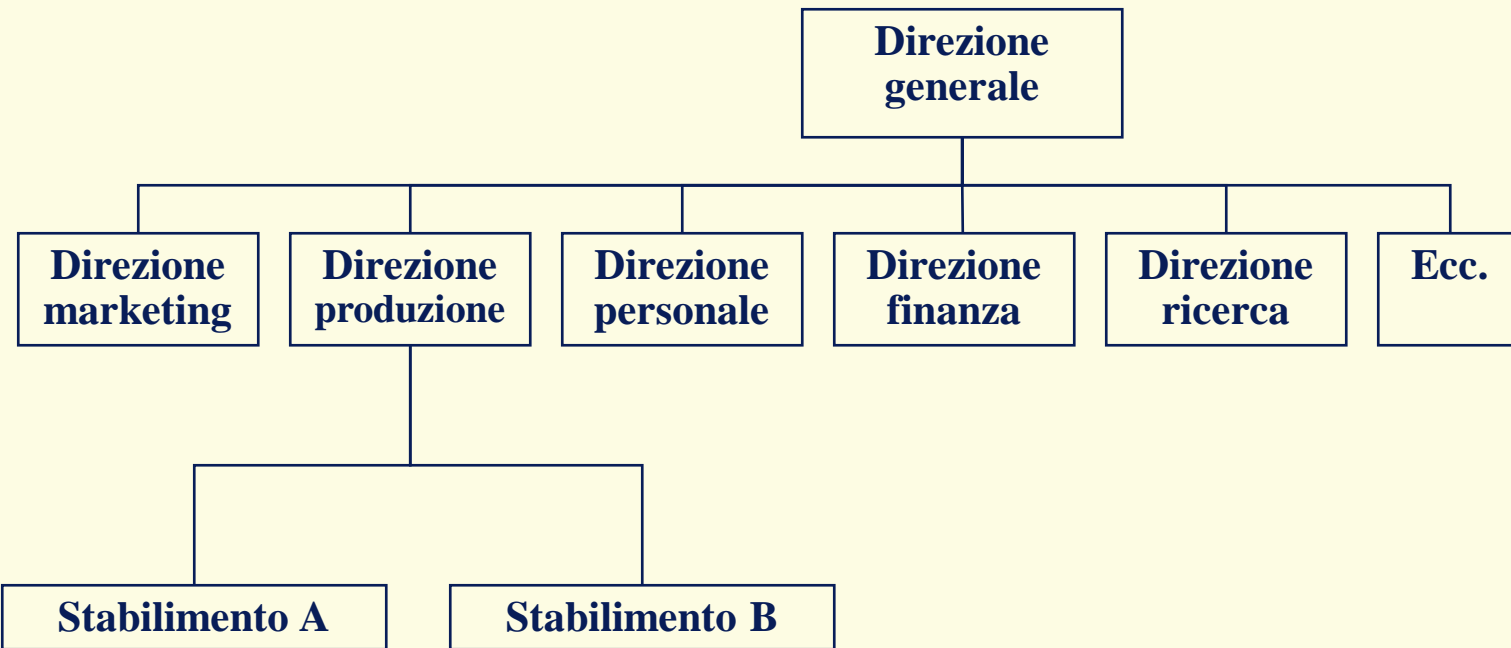 Direzione
generale
Direzione
marketing
Direzione
produzione
Direzione
personale
Direzione
finanza
Direzione
ricerca
Ecc.
Stabilimento A
Stabilimento B